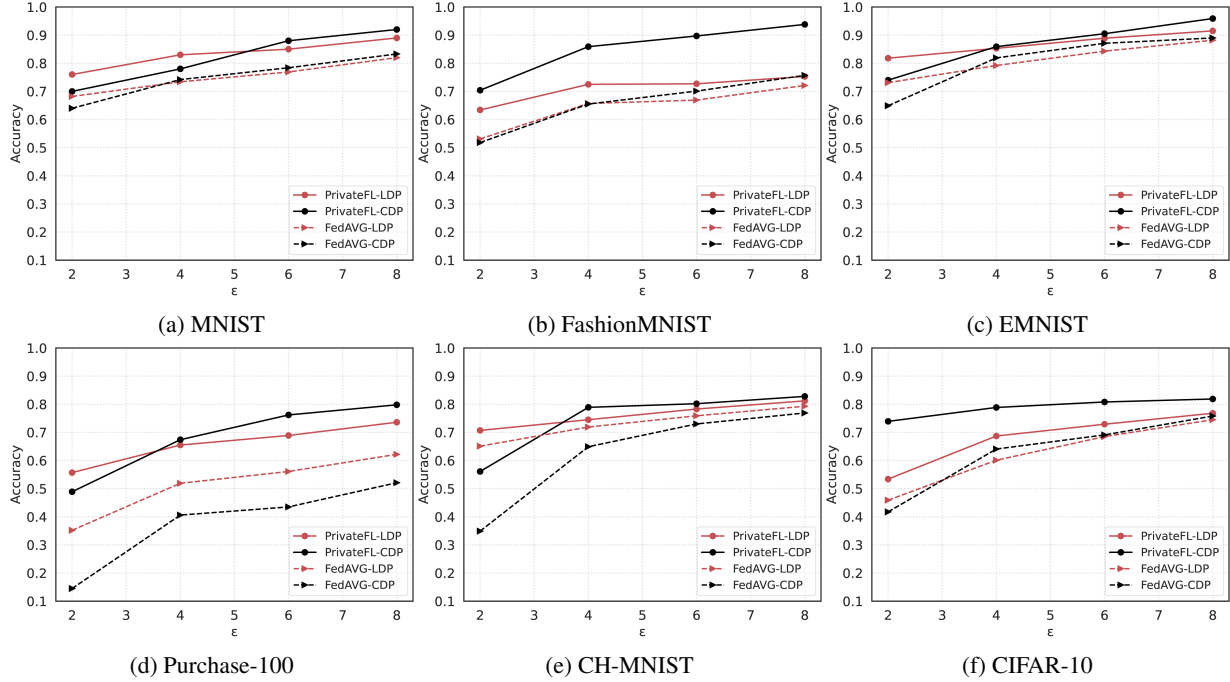 1.0
0.9
0.8
0.7
0.6
0.5
0.4
0.3
0.2
0.1
Accuracy
PrivateFL-LDP
PrivateFL-CDP
FedAVG-LDP
FedAVG-CDP
2 3 4 5 6 7 8
ε
(a) MNIST
1.0
0.9
0.8
0.7
0.6
0.5
0.4
0.3
0.2
0.1
Accuracy
PrivateFL-LDP
PrivateFL-CDP
FedAVG-LDP
FedAVG-CDP
2 3 4 5 6 7 8
ε
(b) FashionMNIST
1.0
0.9
0.8
0.7
0.6
0.5
0.4
0.3
0.2
0.1
Accuracy
PrivateFL-LDP
PrivateFL-CDP
FedAVG-LDP
FedAVG-CDP
2 3 4 5 6 7 8
ε
(c) EMNIST
1.0
0.9
0.8
0.7
0.6
0.5
0.4
0.3
0.2
0.1
Accuracy
PrivateFL-LDP
PrivateFL-CDP
FedAVG-LDP
FedAVG-CDP
2 3 4 5 6 7 8
ε
(d) Purchase-100
1.0
0.9
0.8
0.7
0.6
0.5
0.4
0.3
0.2
0.1
Accuracy
PrivateFL-LDP
PrivateFL-CDP
FedAVG-LDP
FedAVG-CDP
2 3 4 5 6 7 8
ε
(e) CH-MNIST
1.0
0.9
0.8
0.7
0.6
0.5
0.4
0.3
0.2
0.1
Accuracy
PrivateFL-LDP
PrivateFL-CDP
FedAVG-LDP
FedAVG-CDP
2 3 4 5 6 7 8
ε
(f) CIFAR-10